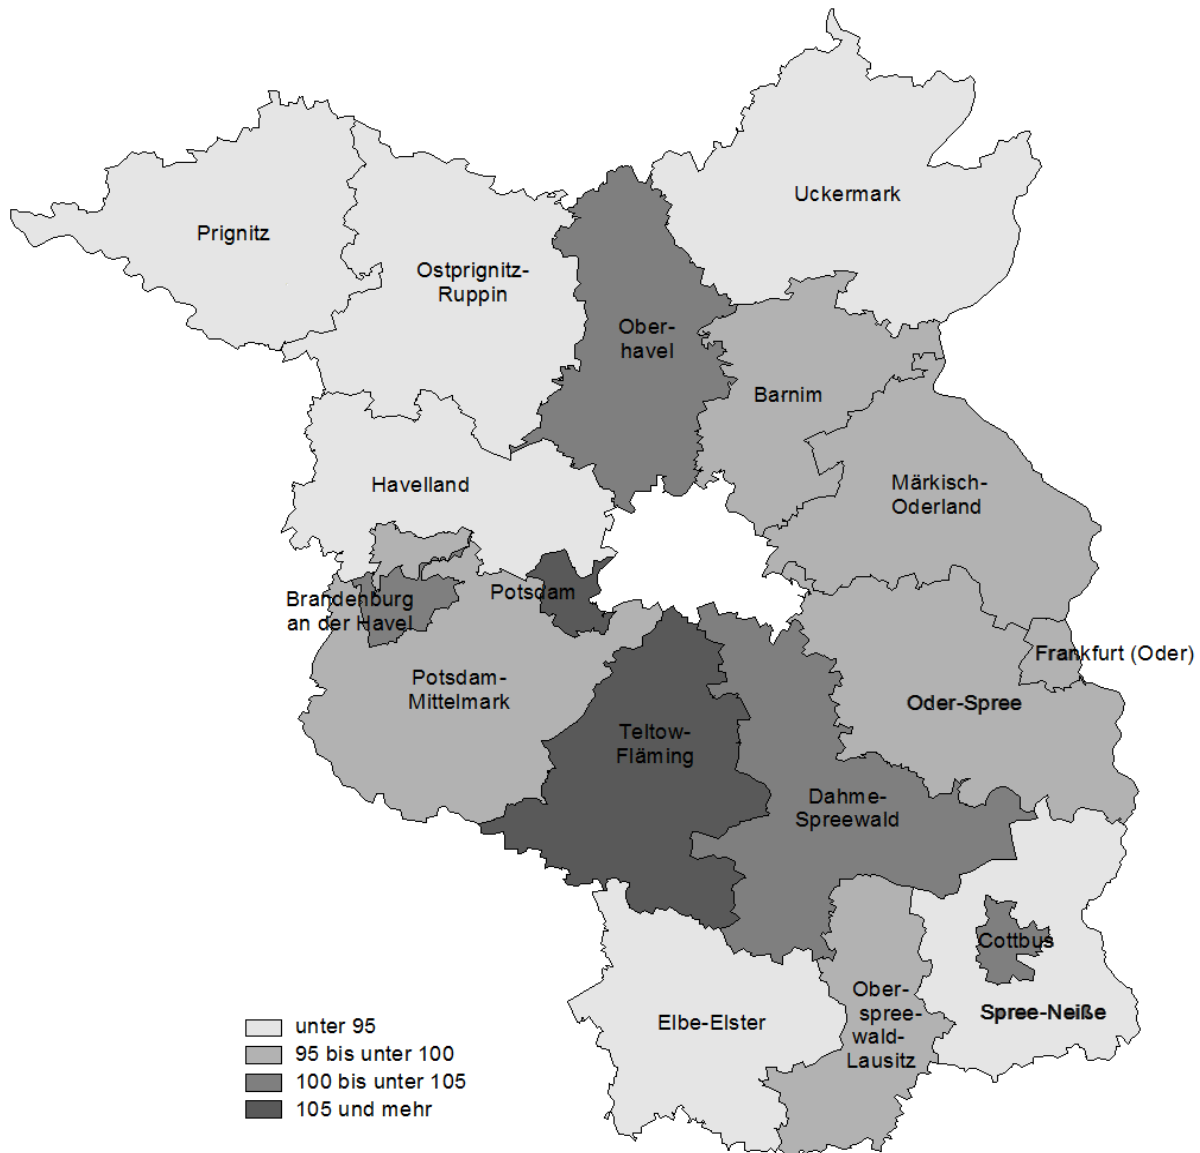 Uckermark
Prignitz
Ostprignitz-
Ruppin
Ober-
havel
Barnim
Havelland
Märkisch-
Oderland
Brandenburg
an der Havel
Potsdam
Frankfurt (Oder)
Potsdam-
Mittelmark
Oder-Spree
Teltow-
Fläming
Dahme-
Spreewald
Cottbus
Ober-
spree-
wald-
Lausitz
Spree-Neiße
Elbe-Elster
unter 95
95 bis unter 100
100 bis unter 105
105 und mehr